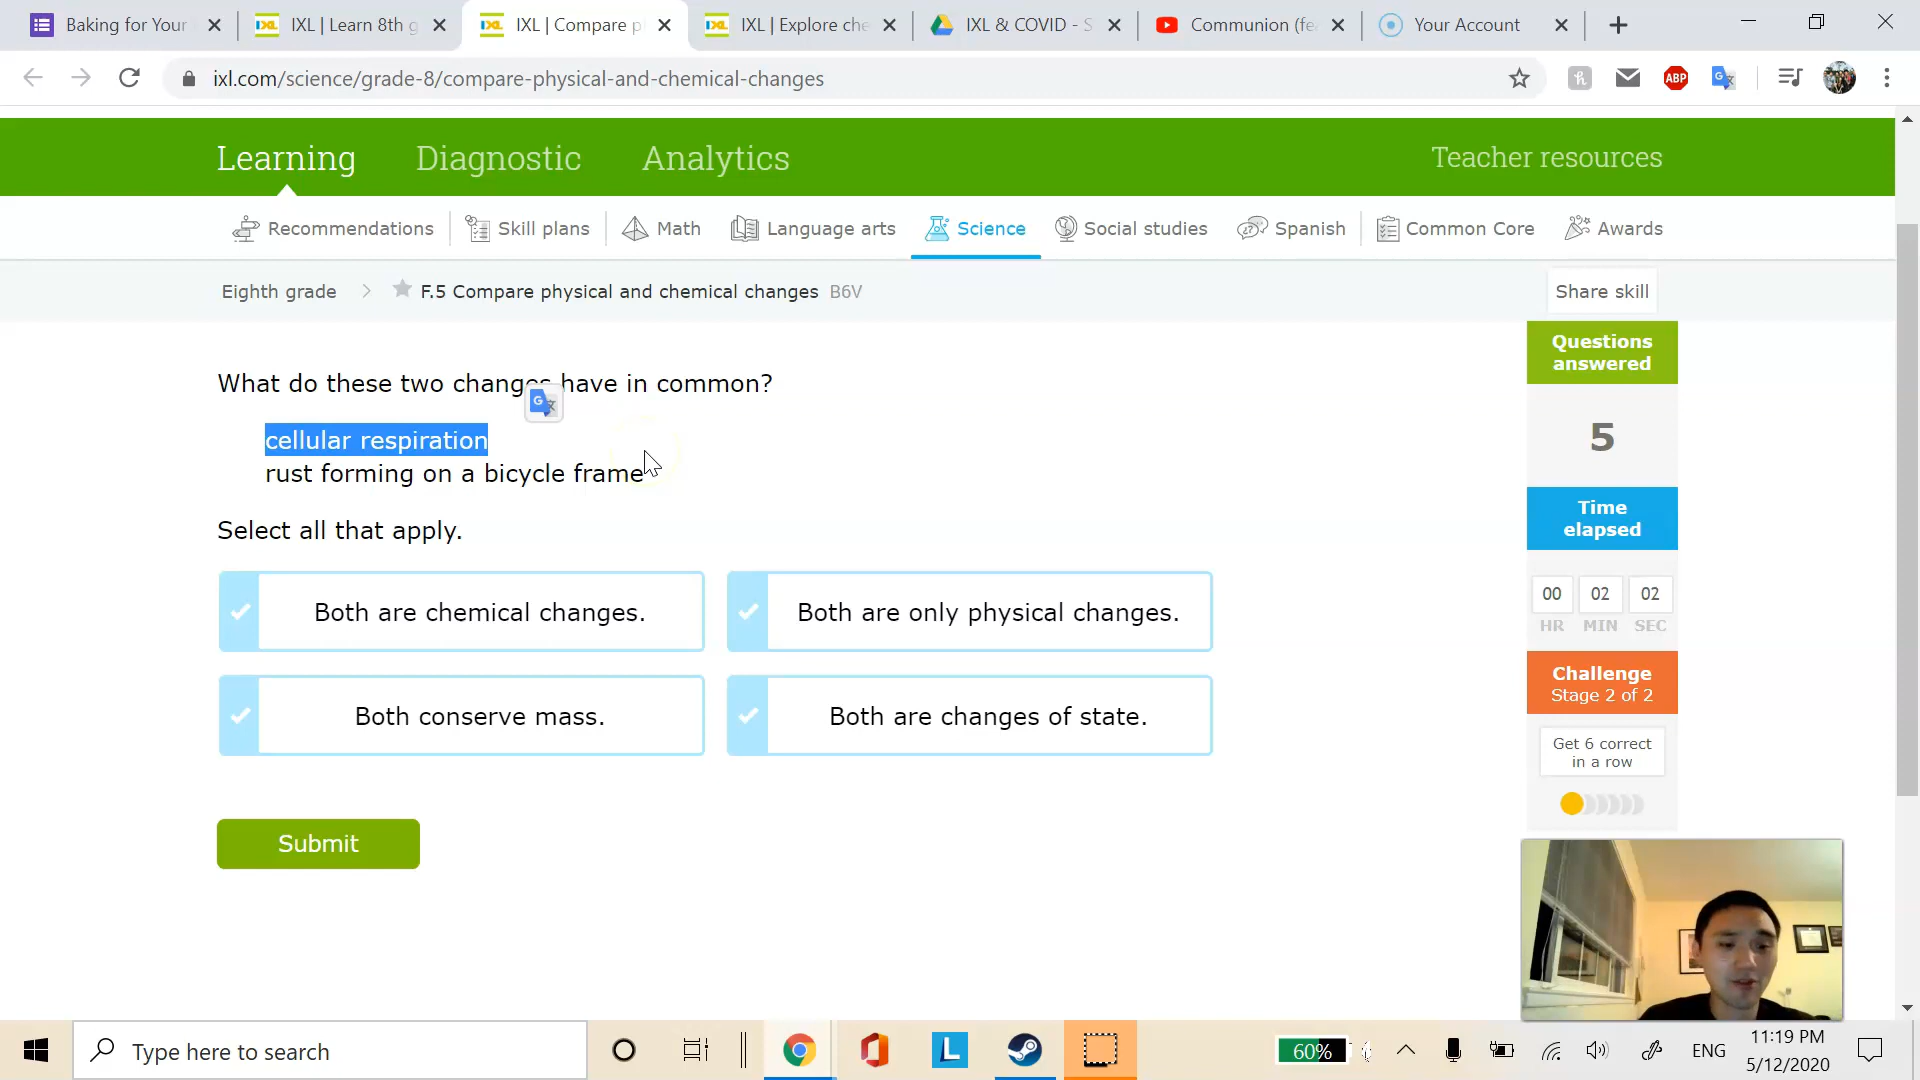 Baking for Your
IXL | Learn 8th g
IXL | Compare p
IXL | Explore che
IXL & COVID - S
Communion (fe
Your Account
ixl.com/science/grade-8/compare-physical-and-chemical-changes
ABP
Learning
Diagnostic
Analytics
Teacher resources
Recommendations
Skill plans
Math
Language arts
Science
Social studies
Spanish
Common Core
Awards
Eighth grade
F.5 Compare physical and chemical changes B6V
Share skill
What do these two changes have in common?
cellular respiration
rust forming on a bicycle frame
Select all that apply.
Both are chemical changes.
Both are only physical changes.
Both conserve mass.
Both are changes of state.
Submit
Questions
answered
5
Time
elapsed
00 02 02
HR MIN SEC
Challenge
Stage 2 of 2
Get 6 correct
in a row
Type here to search
60%
ENG
11:19 PM
5/12/2020